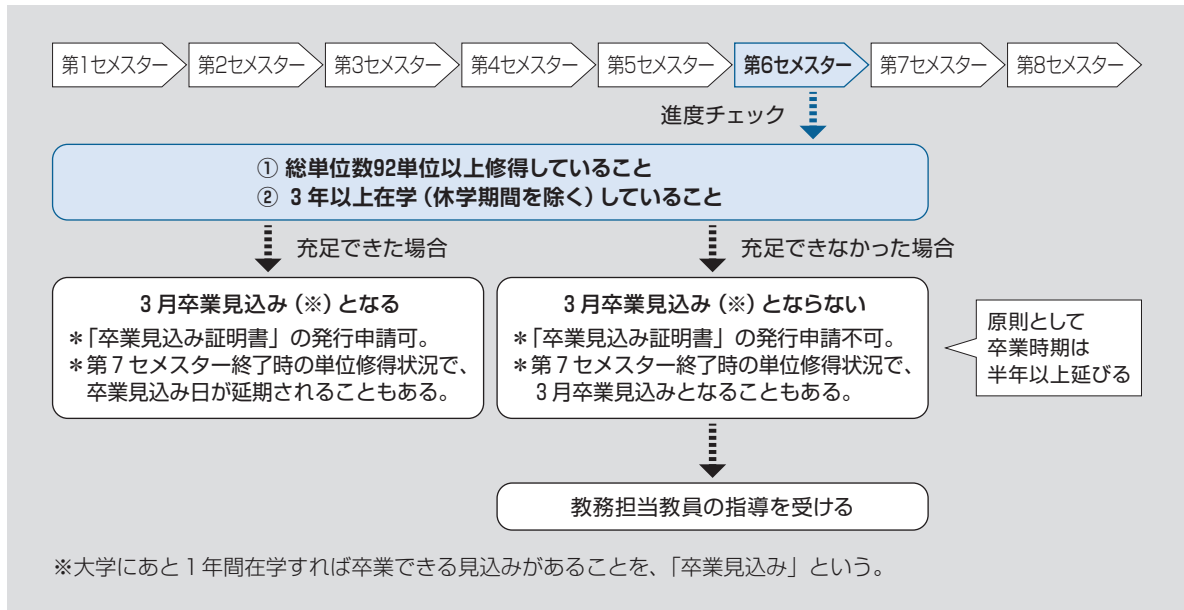 第1セメスター
第2セメスター
第3セメスター
第4セメスター
第5セメスター
第6セメスター
第7セメスター
第8セメスター
進度チェック
① 総単位数92単位以上修得していること
② 3年以上在学（休学期間を除く）していること
充足できた場合
充足できなかった場合
3月卒業見込み（※）となる
＊「卒業見込み証明書」の発行申請可。
＊第7セメスター終了時の単位修得状況で、
卒業見込み日が延期されることもある。
3月卒業見込み（※）とならない
＊「卒業見込み証明書」の発行申請不可。
＊第7セメスター終了時の単位修得状況で、
3月卒業見込みとなることもある。
原則として
卒業時期は
半年以上延びる
教務担当教員の指導を受ける
※大学にあと1年間在学すれば卒業できる見込みがあることを、「卒業見込み」という。